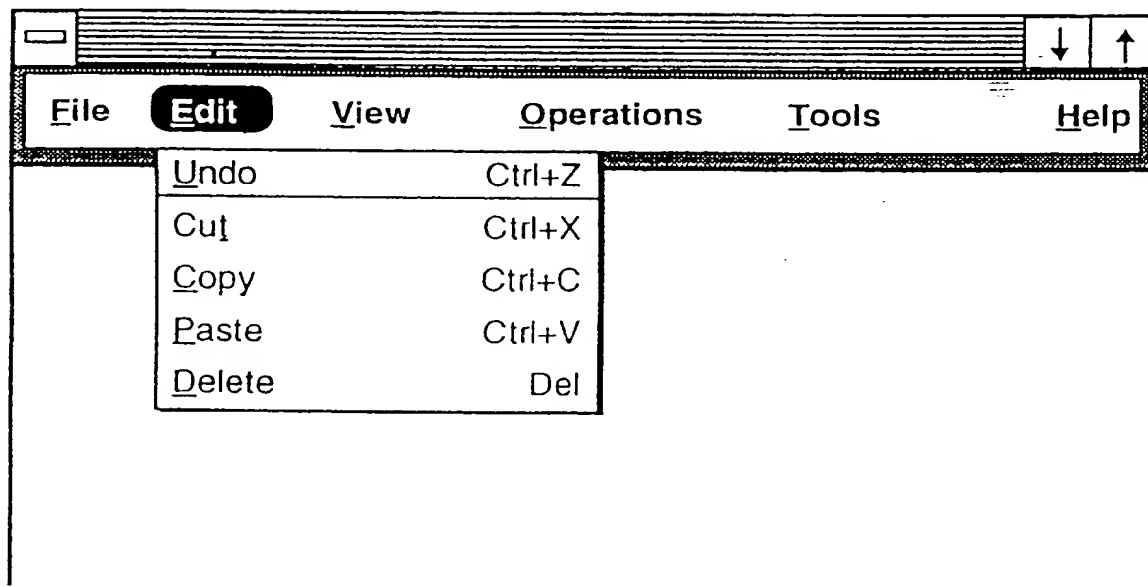 File Edit View Operations Tools Help
Undo Ctrl+Z
Cut Ctrl+X
Copy Ctrl+C
Paste Ctrl+V
Delete Del